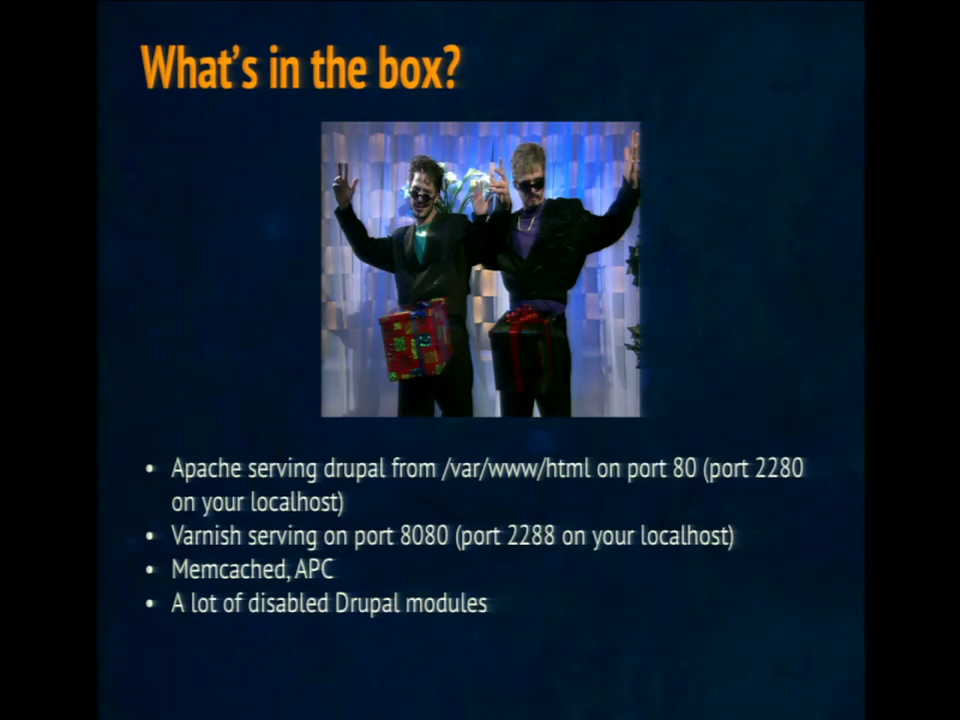 What's in the box?
• Apache serving drupal from /var/www/html on port 80 (port 2280
on your localhost)
• Varnish serving on port 8080 (port 2288 on your localhost)
• Memcached, APC
• A lot of disabled Drupal modules